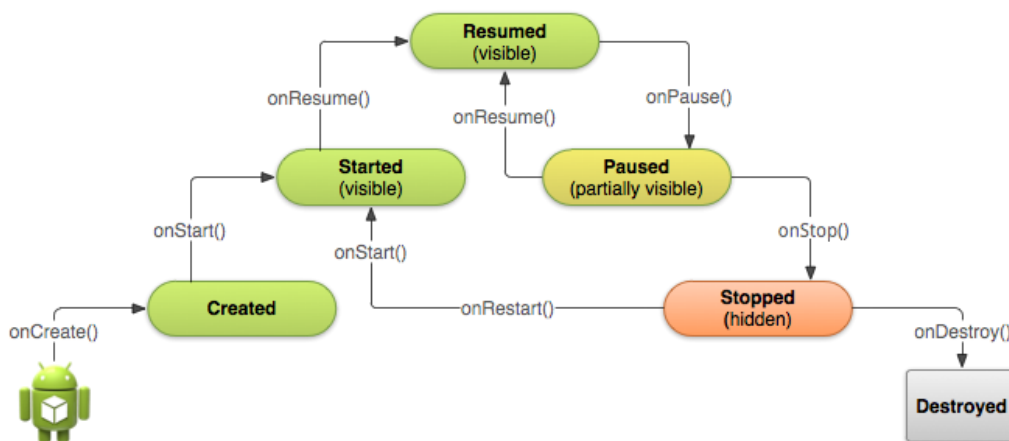 Resumed
(visible)
onResume()
onResume()
onPause()
Started
(visible)
Paused
(partially visible)
onStart()
onStart()
onStop()
Created
onRestart()
Stopped
(hidden)
onCreate()
onDestroy()
Destroyed